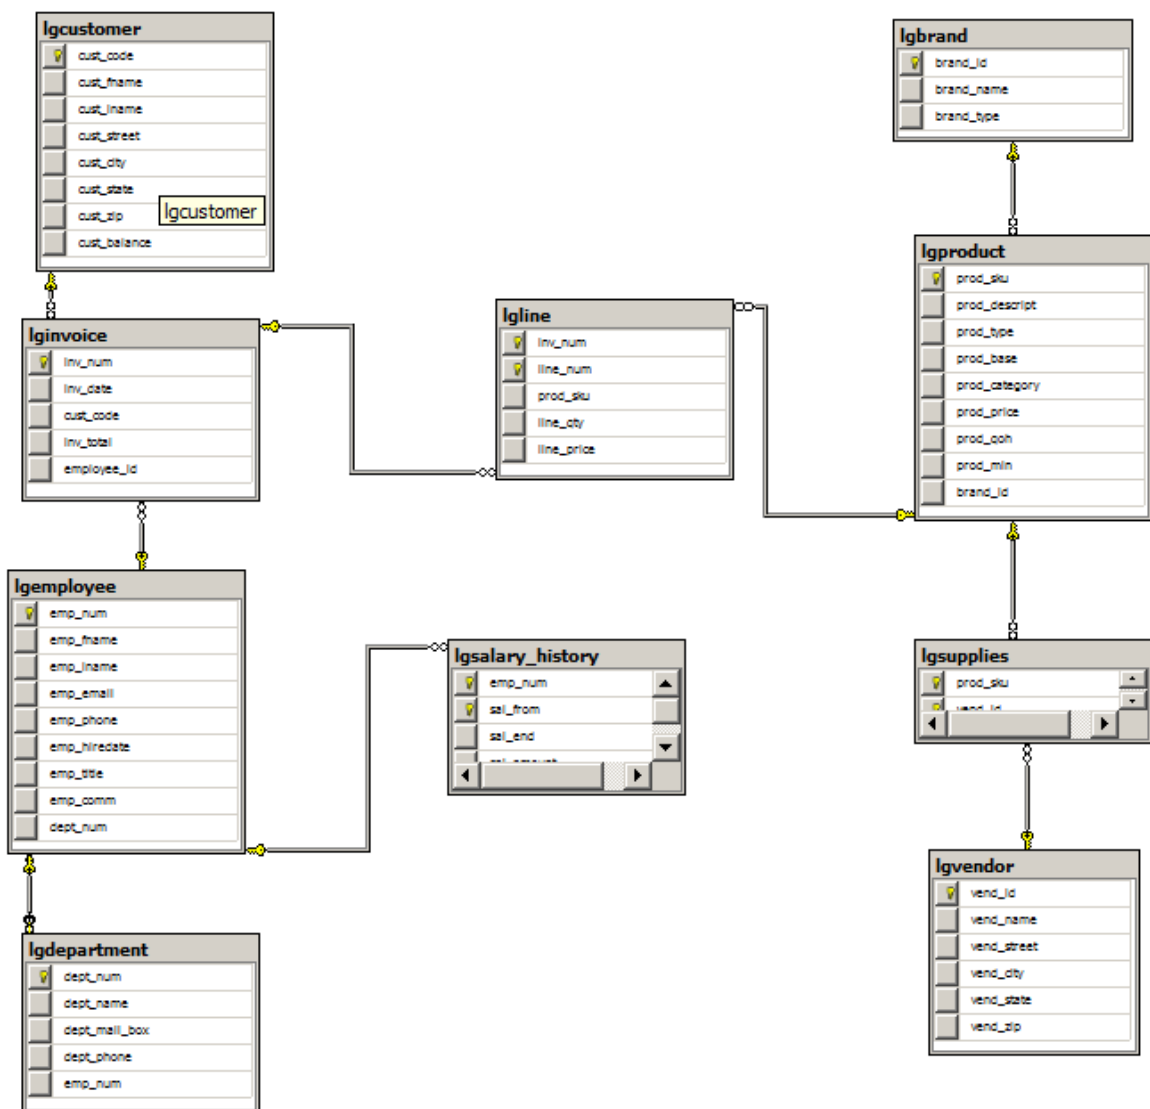 lgcustomer
cust_code
cust_fname
cust_lname
cust_street
cust_city
cust_state
cust_zip
lgcustomer
cust_balance
lgbrand
brand_id
brand_name
brand_type
lginvoice
inv_num
inv_date
cust_code
inv_total
employee_id
lgline
inv_num
line_num
prod_sku
line_qty
line_price
lgproduct
prod_sku
prod_descript
prod_type
prod_base
prod_category
prod_price
prod_qoh
prod_min
brand_id
lgemployee
emp_num
emp_fname
emp_lname
emp_email
emp_phone
emp_hiredate
emp_title
emp_comm
dept_num
lgsalary_history
emp_num
sal_from
sal_end
sal_amount
lgsupplies
prod_sku
vend_id
lgdepartment
dept_num
dept_name
dept_mail_box
dept_phone
emp_num
lgvendor
vend_id
vend_name
vend_street
vend_city
vend_state
vend_zip